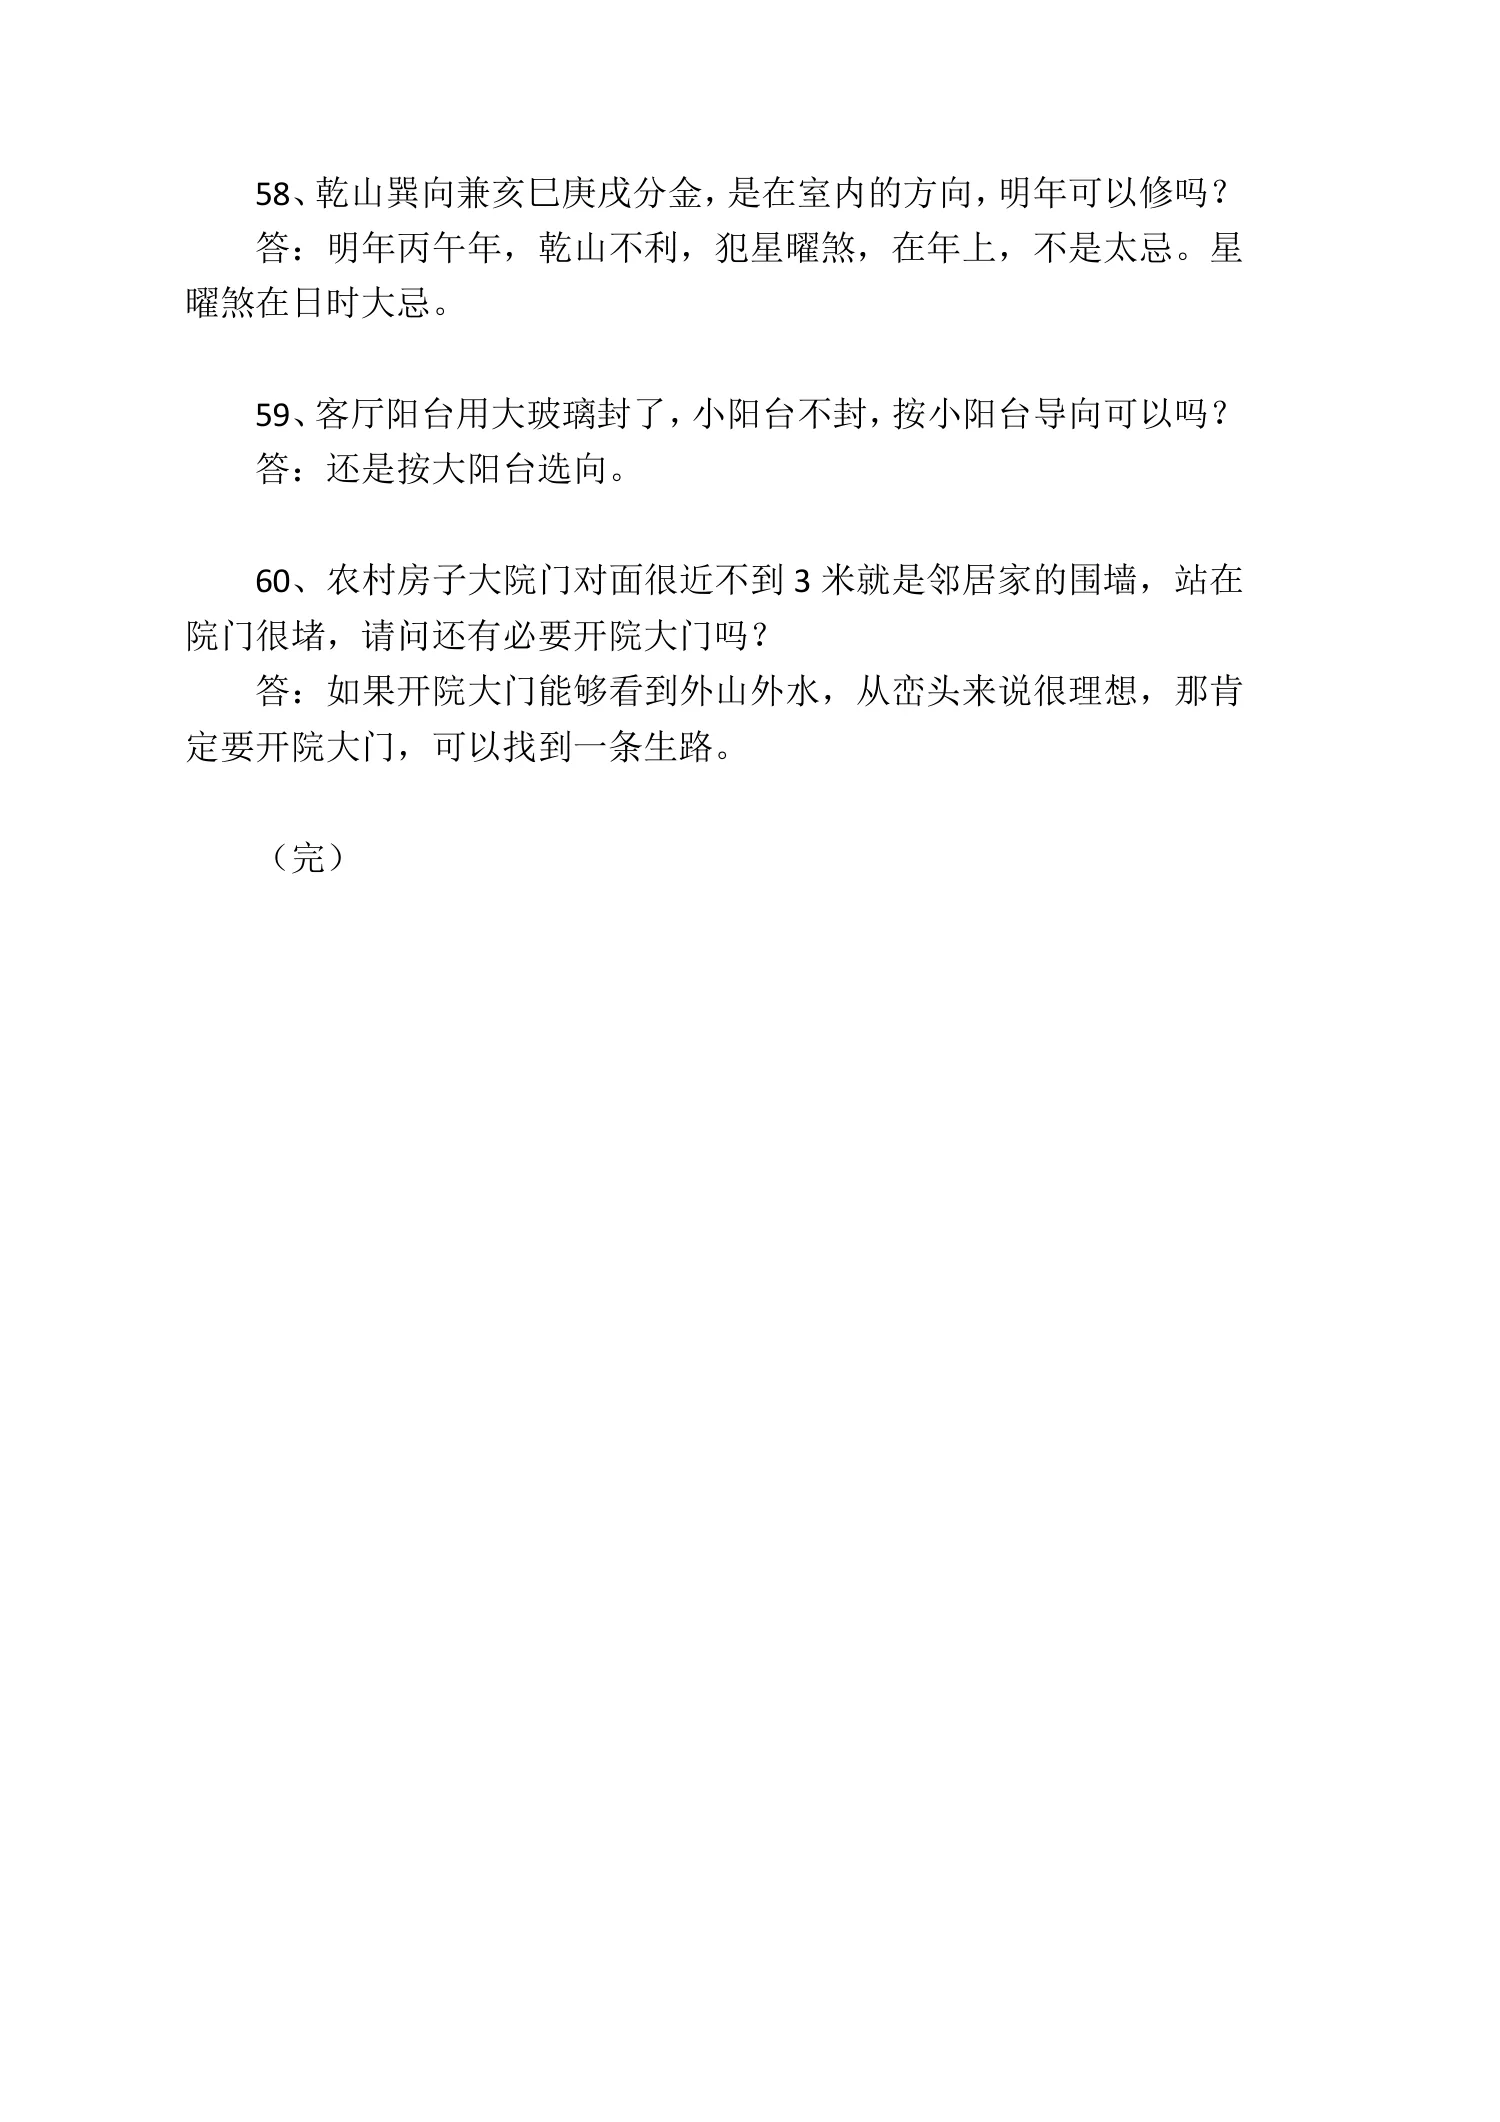 58、乾山巽向兼亥巳庚戌分金，是在室内的方向，明年可以修吗？
答：明年丙午年，乾山不利，犯星曜煞，在年上，不是太忌。星
曜煞在日时大忌。
59、客厅阳台用大玻璃封了，小阳台不封，按小阳台导向可以吗？
答：还是按大阳台选向。
60、农村房子大院门对面很近不到 3 米就是邻居家的围墙，站在
院门很堵，请问还有必要开院大门吗？
答：如果开院大门能够看到外山外水，从峦头来说很理想，那肯
定要开院大门，可以找到一条生路。
（完）